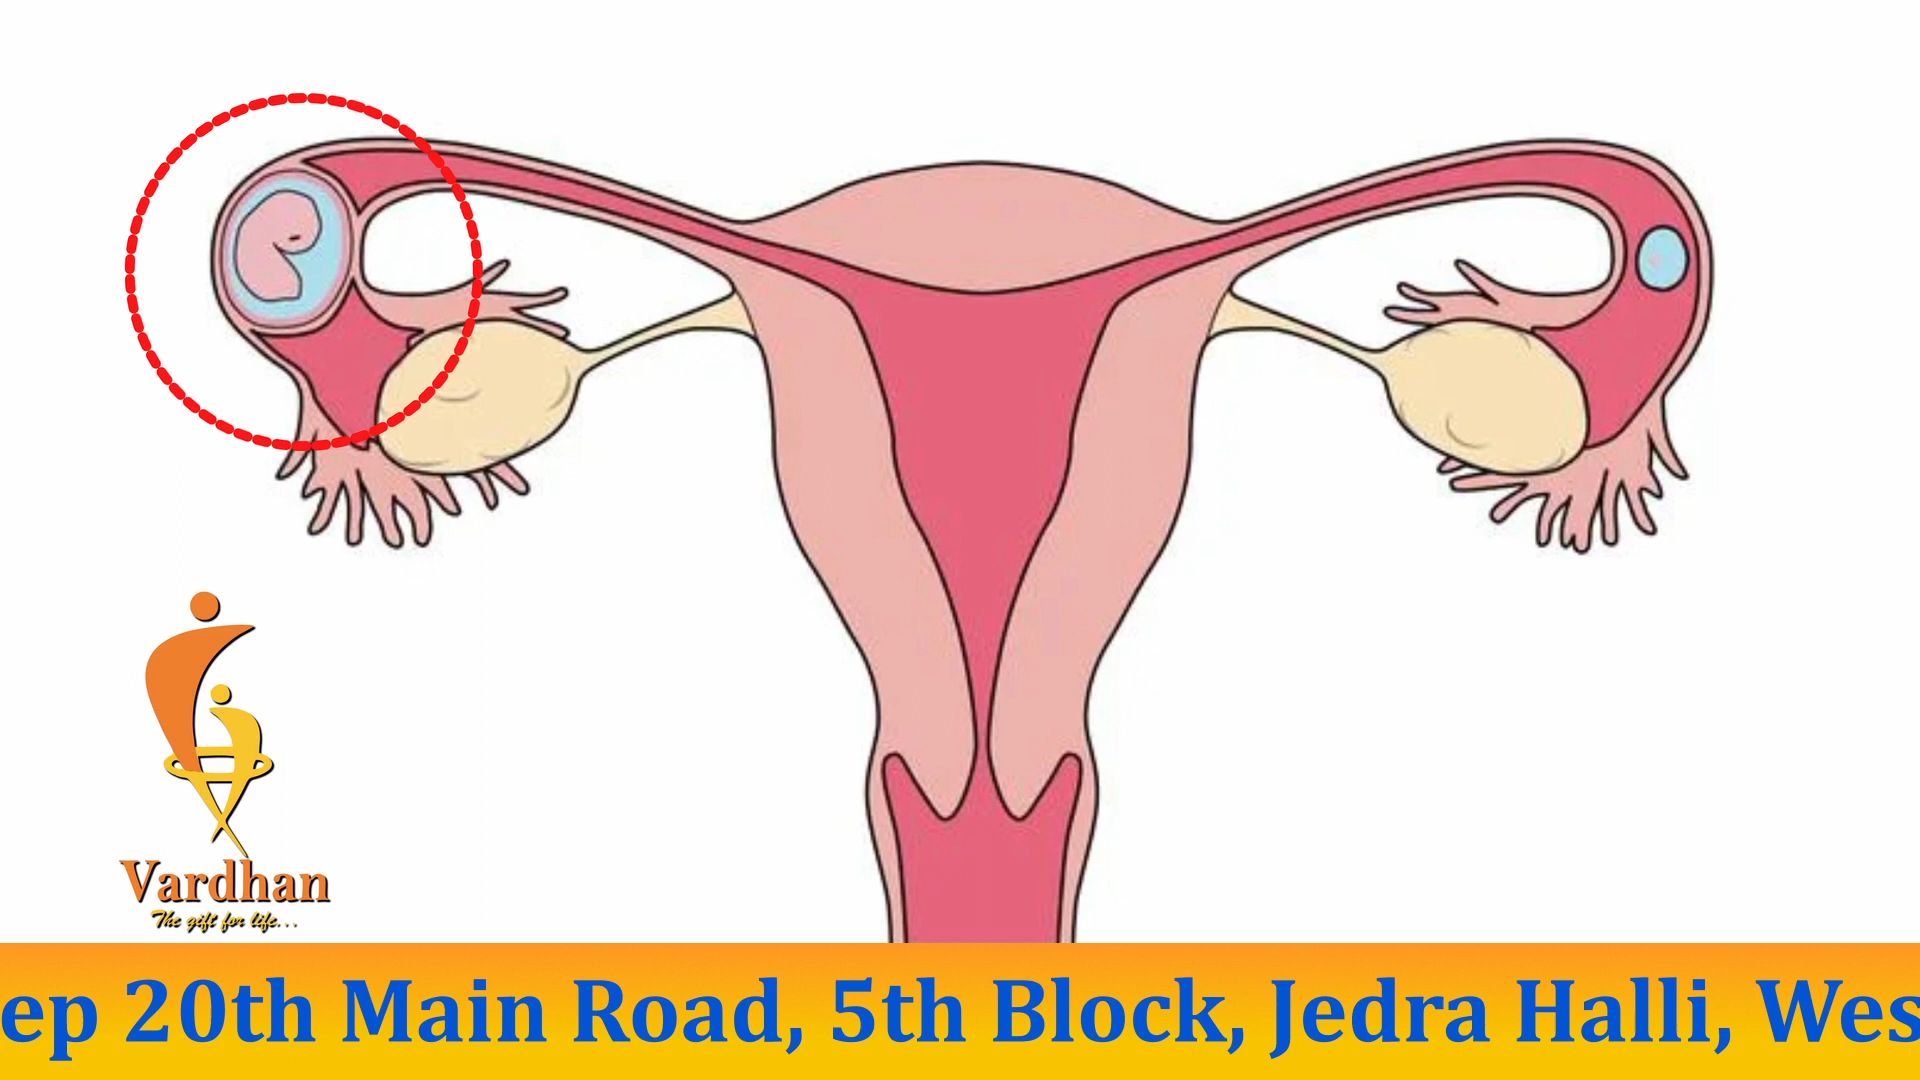 Vardhan
The gift for life...
ep 20th Main Road, 5th Block, Jedra Halli, Wes